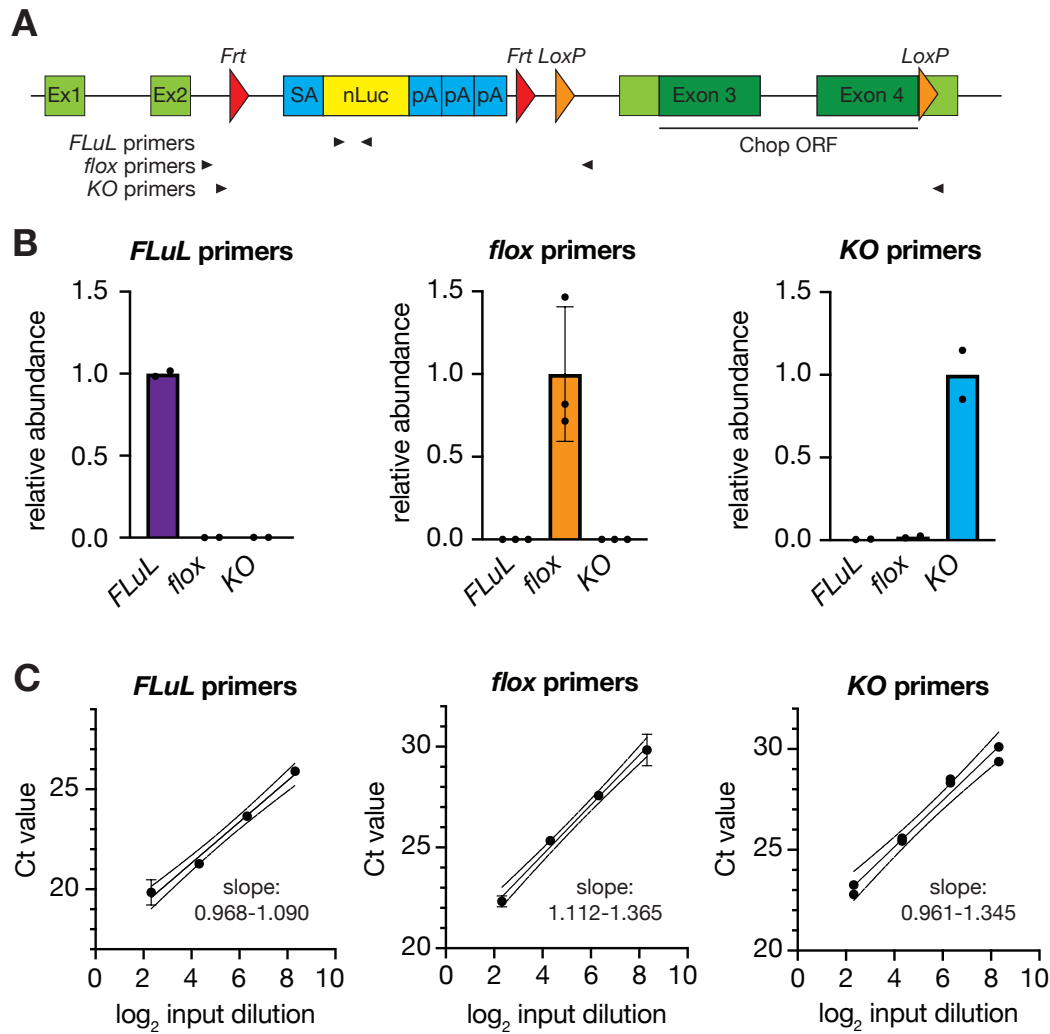 A
Frt
Frt LoxP
LoxP
Ex1
Ex2
SA
nLuc
pA
pA
pA
Exon 3
Exon 4
FLuL primers
Chop ORF
flox primers
KO primers
B
FLuL primers
flox primers
KO primers
relative abundance
1.5
1.0
0.5
0.0
FLuL
flox
KO
relative abundance
1.5
1.0
0.5
0.0
FLuL
flox
KO
relative abundance
1.5
1.0
0.5
0.0
FLuL
flox
KO
C
FLuL primers
flox primers
KO primers
Ct value
25
20
slope:
0.968-1.090
0 2 4 6 8 10
log2 input dilution
Ct value
30
25
20
slope:
1.112-1.365
0 2 4 6 8 10
log2 input dilution
Ct value
30
25
20
slope:
0.961-1.345
0 2 4 6 8 10
log2 input dilution